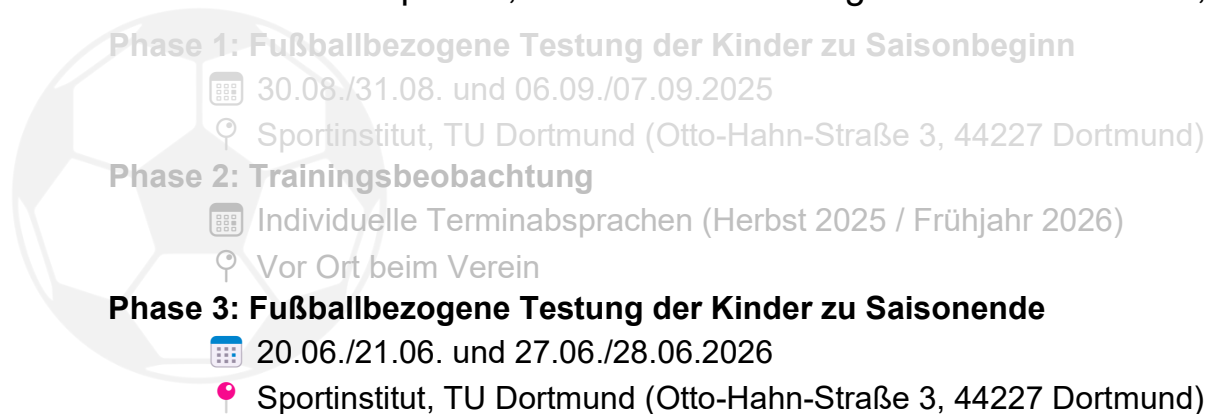 Phase 1: Fußballbezogene Testung der Kinder zu Saisonbeginn
30.08./31.08. und 06.09./07.09.2025
Sportinstitut, TU Dortmund (Otto-Hahn-Straße 3, 44227 Dortmund)
Phase 2: Trainingsbeobachtung
Individuelle Terminabsprachen (Herbst 2025 / Frühjahr 2026)
Vor Ort beim Verein
Phase 3: Fußballbezogene Testung der Kinder zu Saisonende
20.06./21.06. und 27.06./28.06.2026
Sportinstitut, TU Dortmund (Otto-Hahn-Straße 3, 44227 Dortmund)